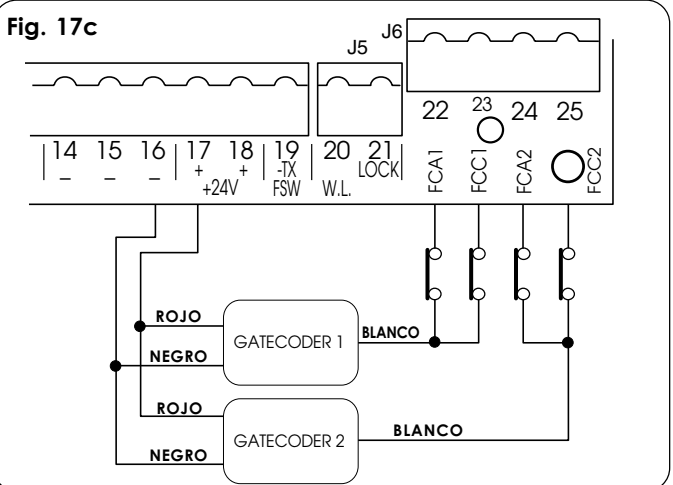 Fig. 17c
J5
J6
14 15 16 17 18 19 20 21
22 23 24 25
_ _ _ + + -TX LOCK
+24V FSW W.L.
FCA1 FCC1 FCA2 FCC2
ROJO
GATECODER 1
BLANCO
NEGRO
ROJO
GATECODER 2
BLANCO
NEGRO